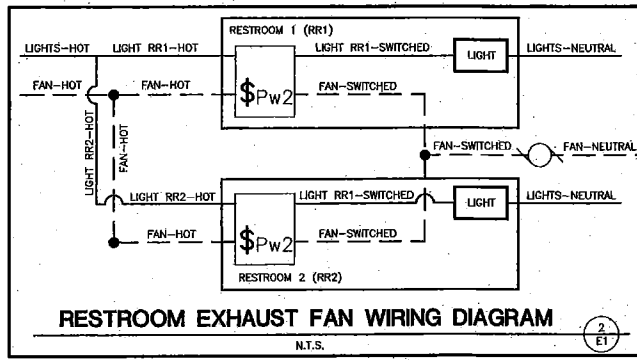 RESTROOM 1 (RR1)
LIGHTS-HOT
LIGHT RR1-HOT
LIGHT RR1-SWITCHED
LIGHT
LIGHTS-NEUTRAL
FAN-HOT
FAN-HOT
$Pw2
FAN-SWITCHED
LIGHT RR2-HOT
FAN-HOT
FAN-SWITCHED
FAN-NEUTRAL
LIGHT RR2-HOT
LIGHT RR1-SWITCHED
LIGHT
LIGHTS-NEUTRAL
FAN-HOT
$Pw2
FAN-SWITCHED
RESTROOM 2 (RR2)
RESTROOM EXHAUST FAN WIRING DIAGRAM
N.T.S.
2
E1